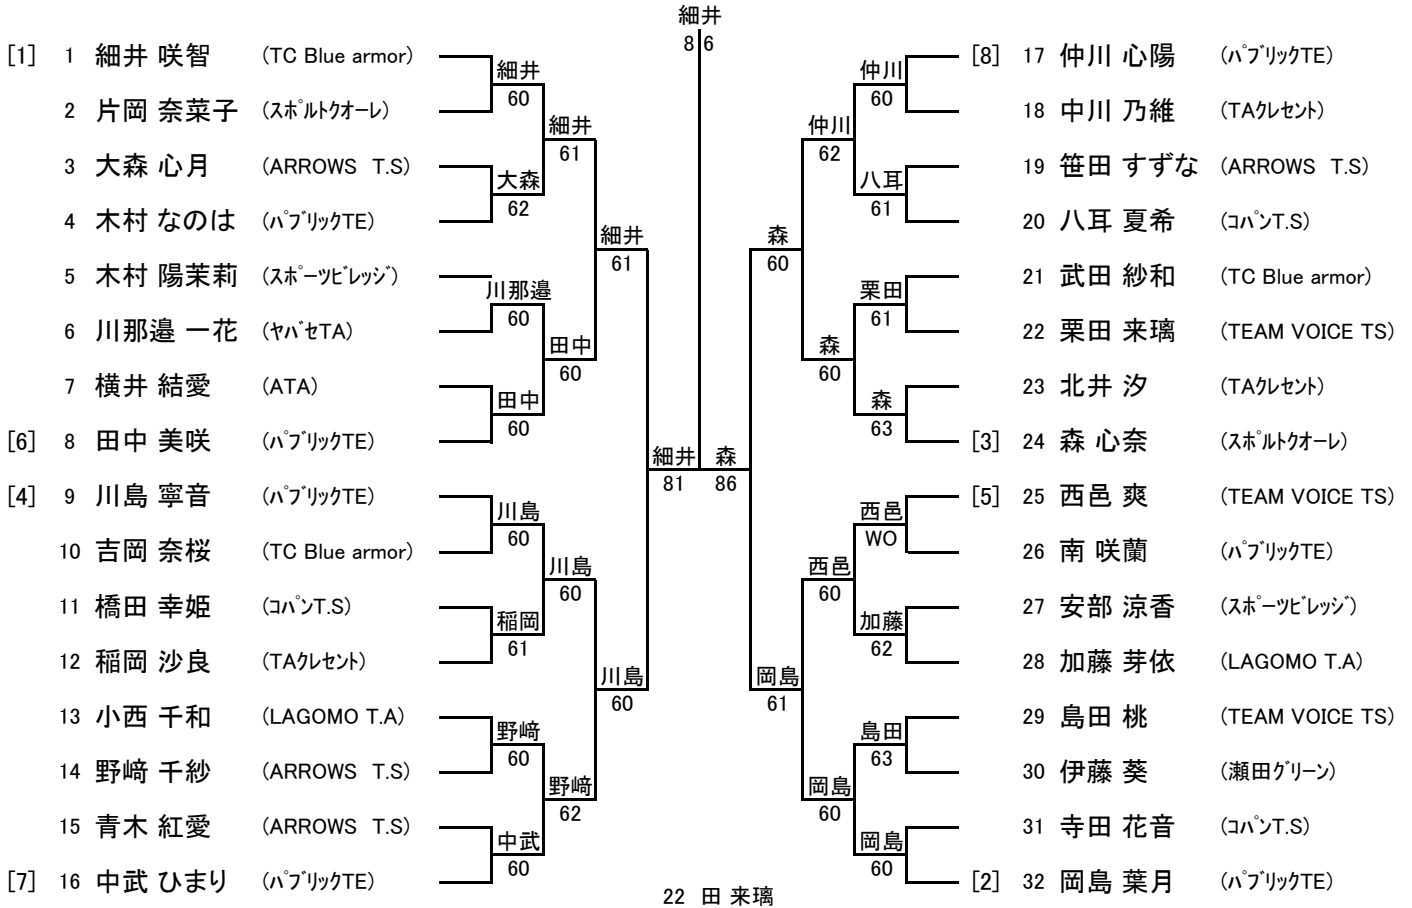 細井
8 6
[1] 1 細井 咲智 (TC Blue armor)
2 片岡 奈菜子 (ｽﾎﾟﾙﾄｸｵｰﾚ)
3 大森 心月 (ARROWS T.S)
4 木村 なのは (ﾊﾟﾌﾞﾘｯｸTE)
5 木村 陽茉莉 (ｽﾎﾟｰﾂﾋﾞﾚｯｼﾞ)
6 川那邉 一花 (ﾔﾊﾞｾTA)
7 横井 結愛 (ATA)
[6] 8 田中 美咲 (ﾊﾟﾌﾞﾘｯｸTE)
[4] 9 川島 寧音 (ﾊﾟﾌﾞﾘｯｸTE)
10 吉岡 奈桜 (TC Blue armor)
11 橋田 幸姫 (ｺﾊﾟﾝT.S)
12 稲岡 沙良 (TAｸﾚｾﾝﾄ)
13 小西 千和 (LAGOMO T.A)
14 野﨑 千紗 (ARROWS T.S)
15 青木 紅愛 (ARROWS T.S)
[7] 16 中武 ひまり (ﾊﾟﾌﾞﾘｯｸTE)
細井
60
大森
62
川那邉
60
田中
60
川島
60
稲岡
61
野﨑
60
中武
60
細井
61
田中
60
川島
60
野﨑
62
細井
61
川島
60
細井
81
森
86
森
60
岡島
61
仲川
62
森
60
西邑
60
岡島
60
仲川
60
八耳
61
栗田
61
森
63
西邑
WO
加藤
62
島田
63
岡島
60
[8] 17 仲川 心陽 (ﾊﾟﾌﾞﾘｯｸTE)
18 中川 乃維 (TAｸﾚｾﾝﾄ)
19 笹田 すずな (ARROWS T.S)
20 八耳 夏希 (ｺﾊﾟﾝT.S)
21 武田 紗和 (TC Blue armor)
22 栗田 来璃 (TEAM VOICE TS)
23 北井 汐 (TAｸﾚｾﾝﾄ)
[3] 24 森 心奈 (ｽﾎﾟﾙﾄｸｵｰﾚ)
[5] 25 西邑 爽 (TEAM VOICE TS)
26 南 咲蘭 (ﾊﾟﾌﾞﾘｯｸTE)
27 安部 涼香 (ｽﾎﾟｰﾂﾋﾞﾚｯｼﾞ)
28 加藤 芽依 (LAGOMO T.A)
29 島田 桃 (TEAM VOICE TS)
30 伊藤 葵 (瀬田ｸﾞﾘｰﾝ)
31 寺田 花音 (ｺﾊﾟﾝT.S)
[2] 32 岡島 葉月 (ﾊﾟﾌﾞﾘｯｸTE)
22 田 来璃